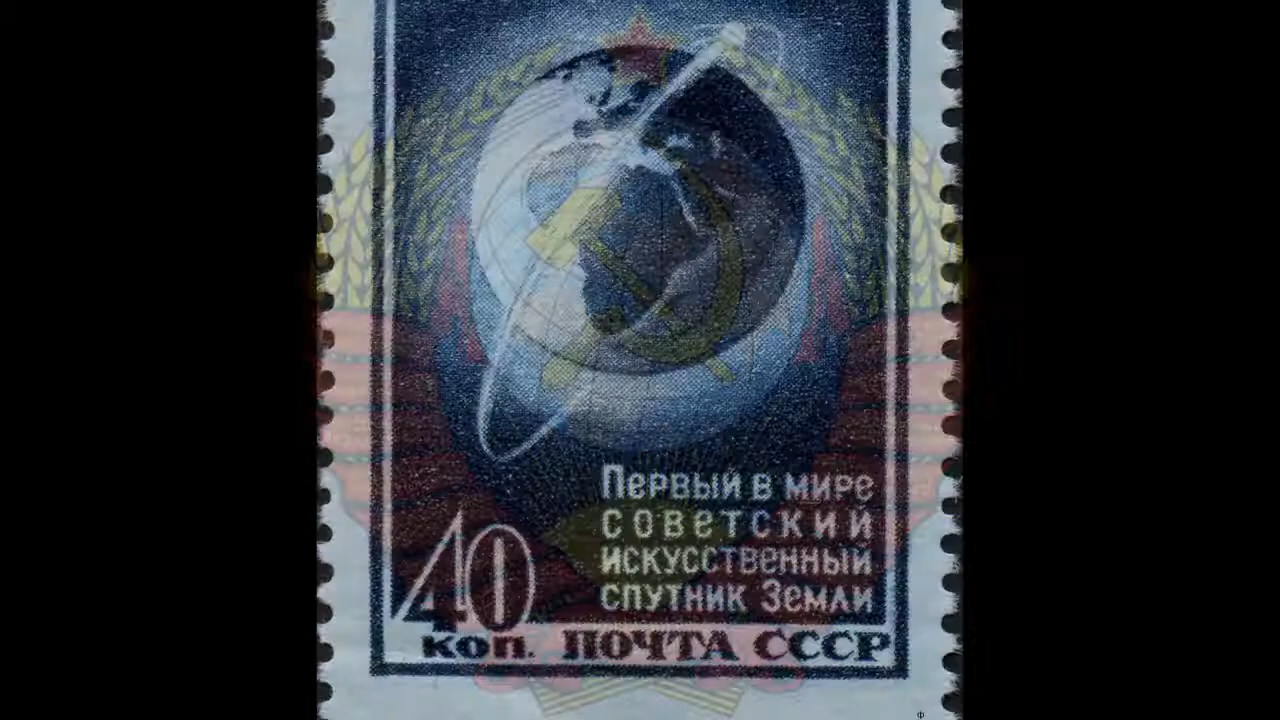 Первый в мире
советский
искусственный
спутник Земли
40
коп. ПОЧТА СССР
ф